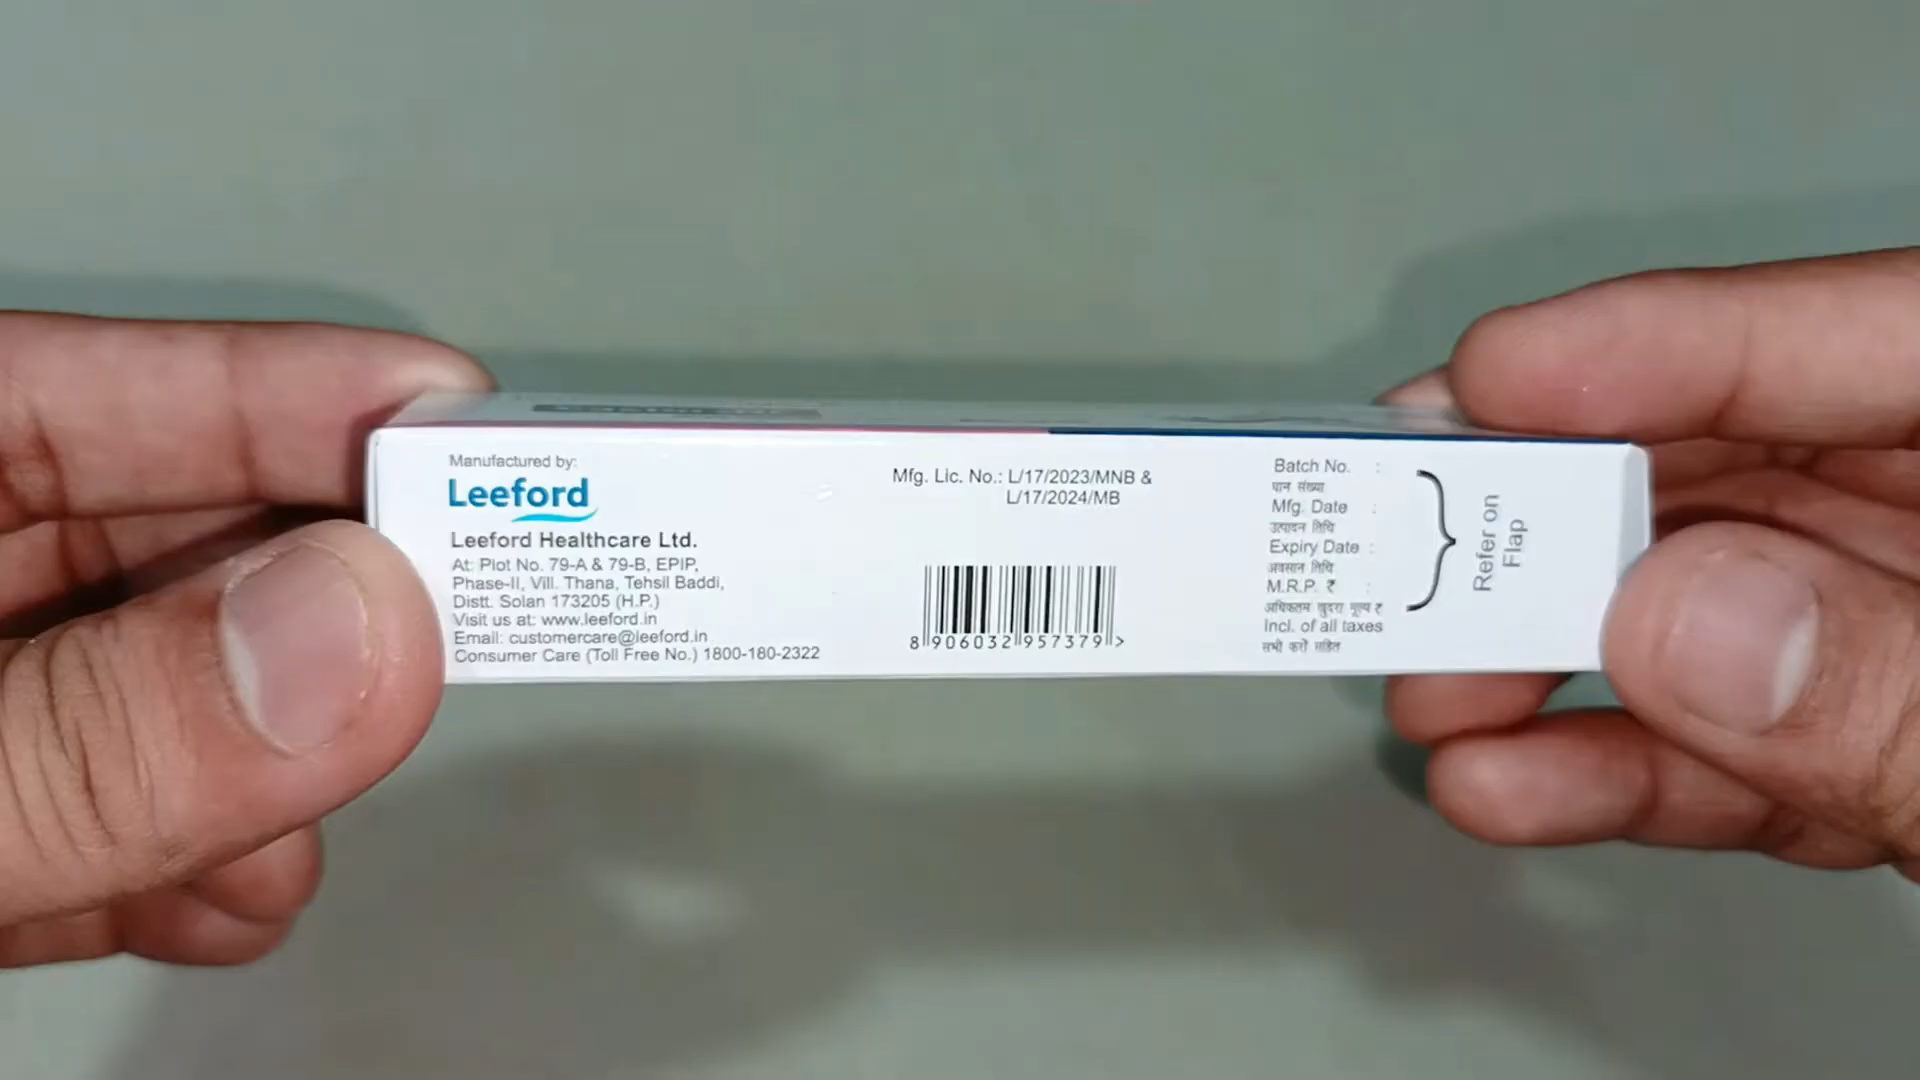 Manufactured by:
Leeford
Leeford Healthcare Ltd.
At: Plot No. 79-A & 79-B, EPIP,
Phase-II, Vill. Thana, Tehsil Baddi,
Distt. Solan 173205 (H.P.)
Visit us at: www.leeford.in
Email: customercare@leeford.in
Consumer Care (Toll Free No.) 1800-180-2322
Mfg. Lic. No.: L/17/2023/MNB &
L/17/2024/MB
8 906032 957379 >
Batch No. :
घान संख्या
Mfg. Date :
उत्पादन तिथि
Expiry Date :
अवसान तिथि
M.R.P. ₹ :
अधिकतम खुदरा मूल्य ₹
Incl. of all taxes
सभी करों सहित
Refer on
Flap